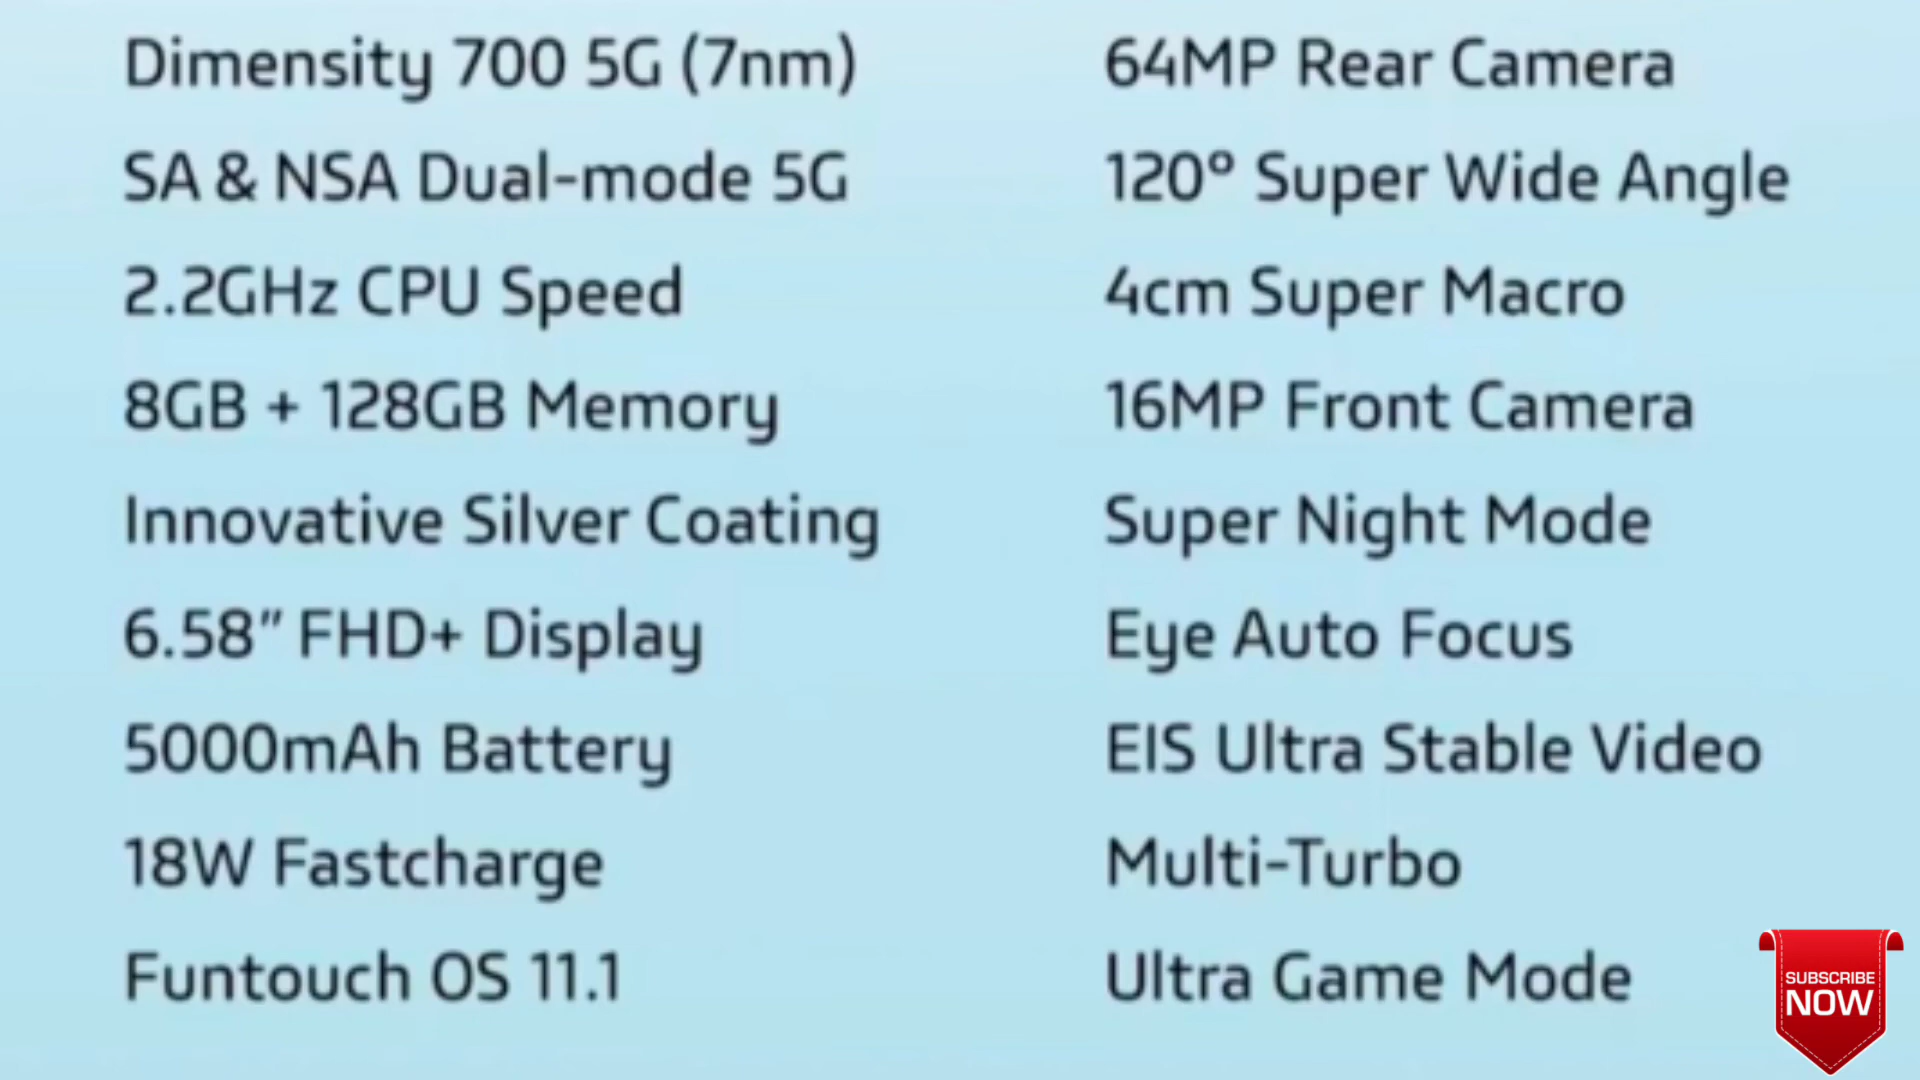 Dimensity 700 5G (7nm)
SA & NSA Dual-mode 5G
2.2GHz CPU Speed
8GB + 128GB Memory
Innovative Silver Coating
6.58” FHD+ Display
5000mAh Battery
18W Fastcharge
Funtouch OS 11.1
64MP Rear Camera
120° Super Wide Angle
4cm Super Macro
16MP Front Camera
Super Night Mode
Eye Auto Focus
EIS Ultra Stable Video
Multi-Turbo
Ultra Game Mode
SUBSCRIBE
NOW